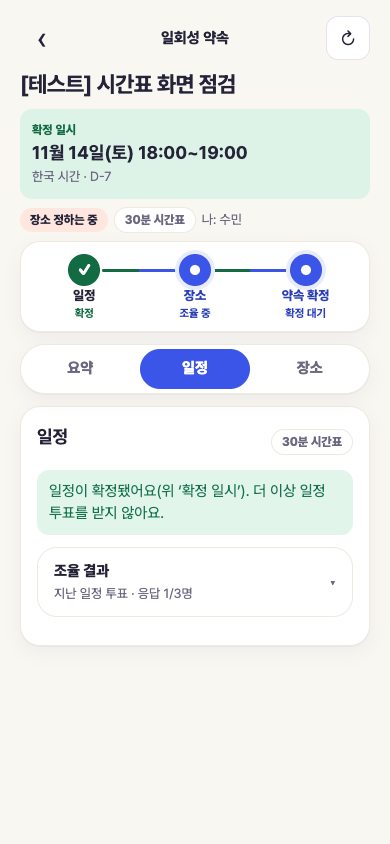 일회성 약속
[테스트] 시간표 화면 점검
확정 일시
11월 14일(토) 18:00~19:00
한국 시간 · D-7
장소 정하는 중
30분 시간표
나: 수민
일정
장소
약속 확정
확정
조율 중
확정 대기
요약
일정
장소
일정
30분 시간표
일정이 확정됐어요(위 ‘확정 일시’). 더 이상 일정
투표를 받지 않아요.
조율 결과
지난 일정 투표 · 응답 1/3명